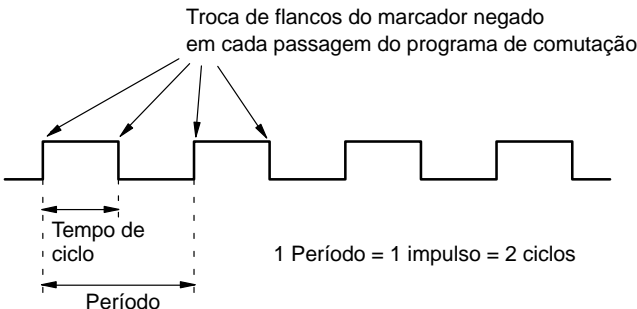 Troca de flancos do marcador negado
em cada passagem do programa de comutação
Tempo de
ciclo
1 Período = 1 impulso = 2 ciclos
Período